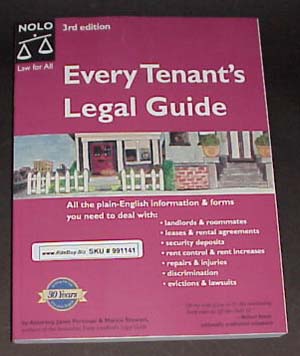 NOLO
3rd edition
Law for All
Every Tenant's
Legal Guide
All the plain-English information & forms
you need to deal with:
• landlords & roommates
• leases & rental agreements
• security deposits
• rent control & rent increases
• repairs & injuries
• discrimination
• evictions & lawsuits
SKU # 991141
30 Years
by Attorney Janet Portman & Marcia Stewart,